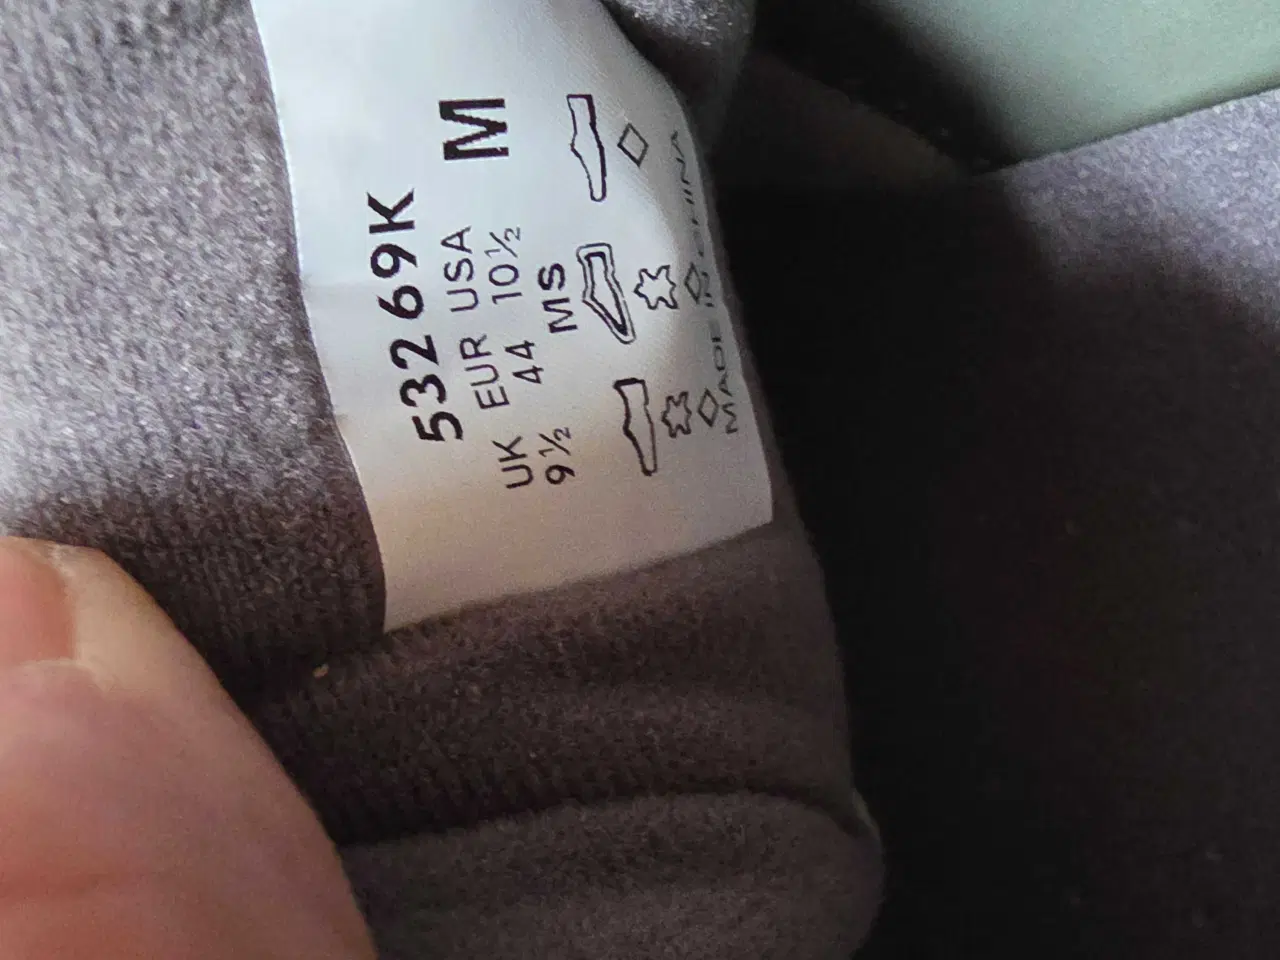 53269K M
UK EUR USA
9½ 44 10½
MS
MADE IN CHINA